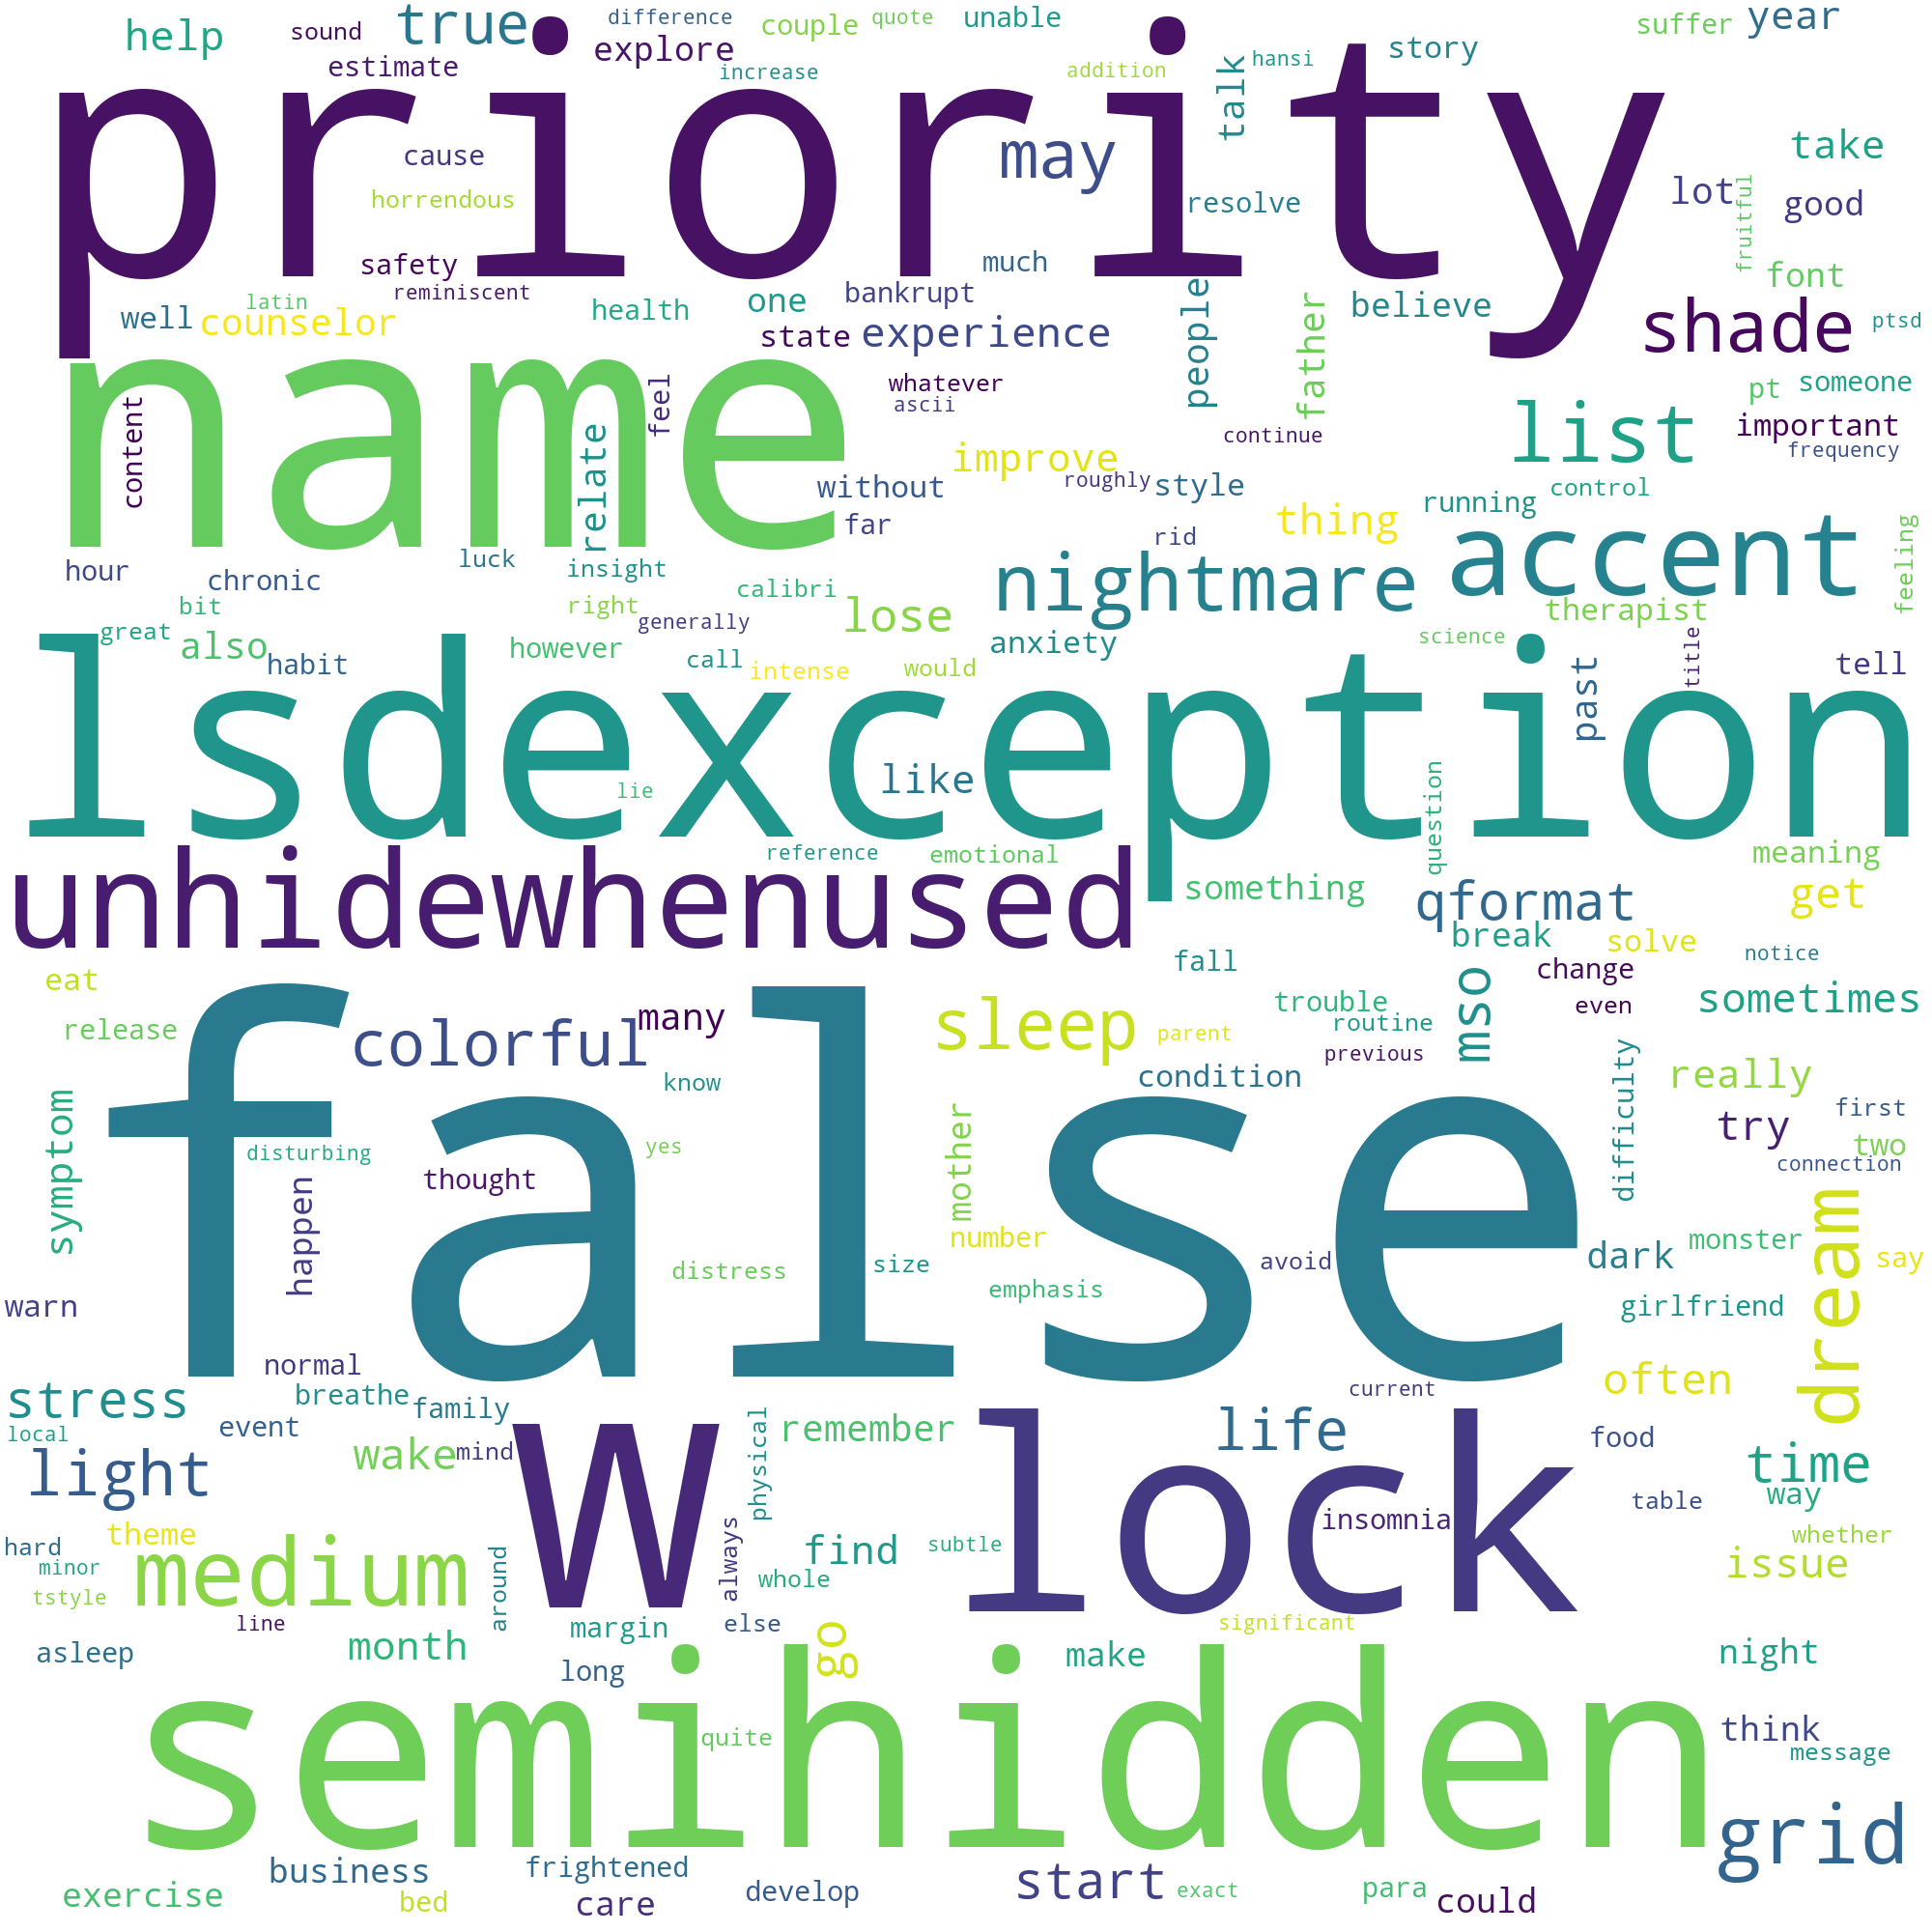 help
sound
true
difference
couple
quote
unable
suffer
year
estimate
explore
increase
addition
hansi
story
talk
priority
cause
may
take
horrendous
resolve
lot
good
fruitful
safety
much
reminiscent
latin
health
one
bankrupt
people
father
believe
font
well
counselor
state
experience
shade
ptsd
name
content
feel
relate
whatever
ascii
continue
list
pt
someone
important
frequency
improve
roughly
style
without
far
running
control
thing
rid
accent
feeling
hour
chronic
luck
insight
calibri
nightmare
therapist
bit
right
generally
lose
great
also
habit
however
call
intense
would
anxiety
science
past
title
tell
lsdexception
lie
like
question
reference
emotional
meaning
unhidewhenused
something
qformat
get
break
solve
notice
eat
fall
change
even
release
colorful
many
sleep
parent
trouble
routine
previous
mso
sometimes
know
condition
really
symptom
false
disturbing
yes
thought
mother
difficulty
try
first
two
connection
happen
number
distress
size
emphasis
avoid
dark
monster
say
warn
girlfriend
dream
normal
stress
breathe
family
current
often
local
event
remember
life
food
light
wake
mind
w
physical
lock
time
way
table
hard
theme
minor
medium
around
always
find
subtle
insomnia
whether
issue
tstyle
whole
line
margin
else
significant
asleep
month
long
go
make
night
semihidden
quite
think
message
grid
exercise
business
bed
frightened
care
develop
start
exact
para
could